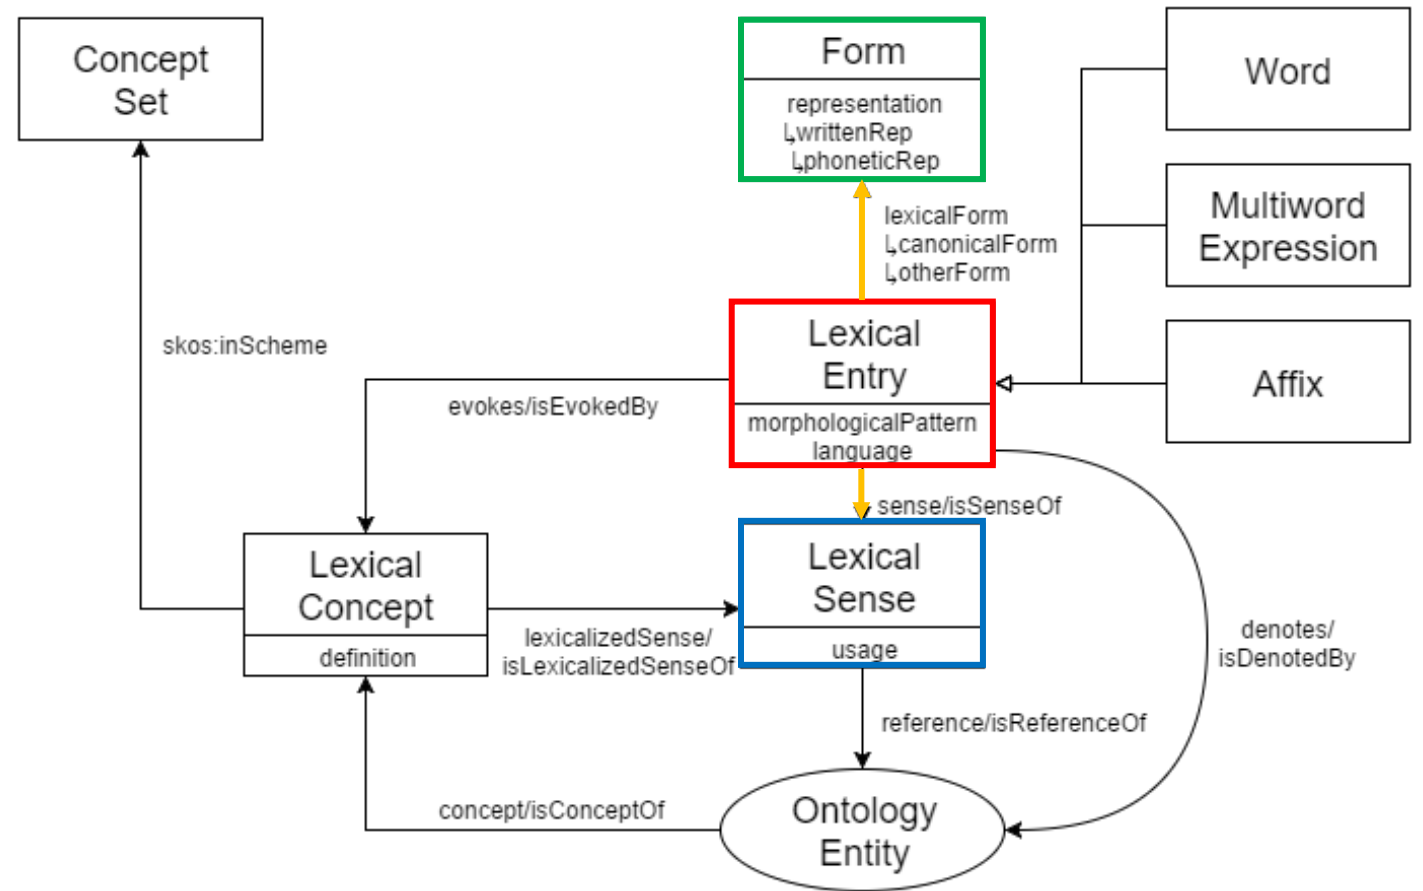 Concept
Set
Form
representation
↳writtenRep
↳phoneticRep
Word
Multiword
Expression
Affix
lexicalForm
↳canonicalForm
↳otherForm
Lexical
Entry
morphologicalPattern
language
skos:inScheme
evokes/isEvokedBy
sense/isSenseOf
Lexical
Concept
definition
lexicalizedSense/
isLexicalizedSenseOf
Lexical
Sense
usage
denotes/
isDenotedBy
reference/isReferenceOf
concept/isConceptOf
Ontology
Entity